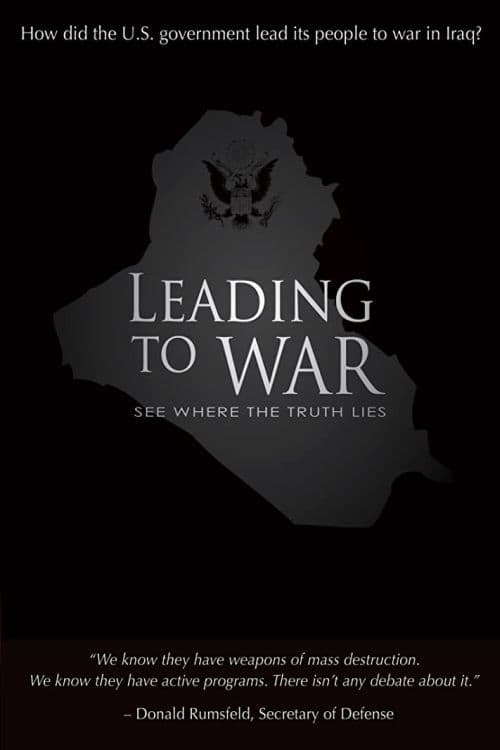 How did the U.S. government lead its people to war in Iraq?
LEADING
TO WAR
SEE WHERE THE TRUTH LIES
“We know they have weapons of mass destruction.
We know they have active programs. There isn’t any debate about it.”
– Donald Rumsfeld, Secretary of Defense